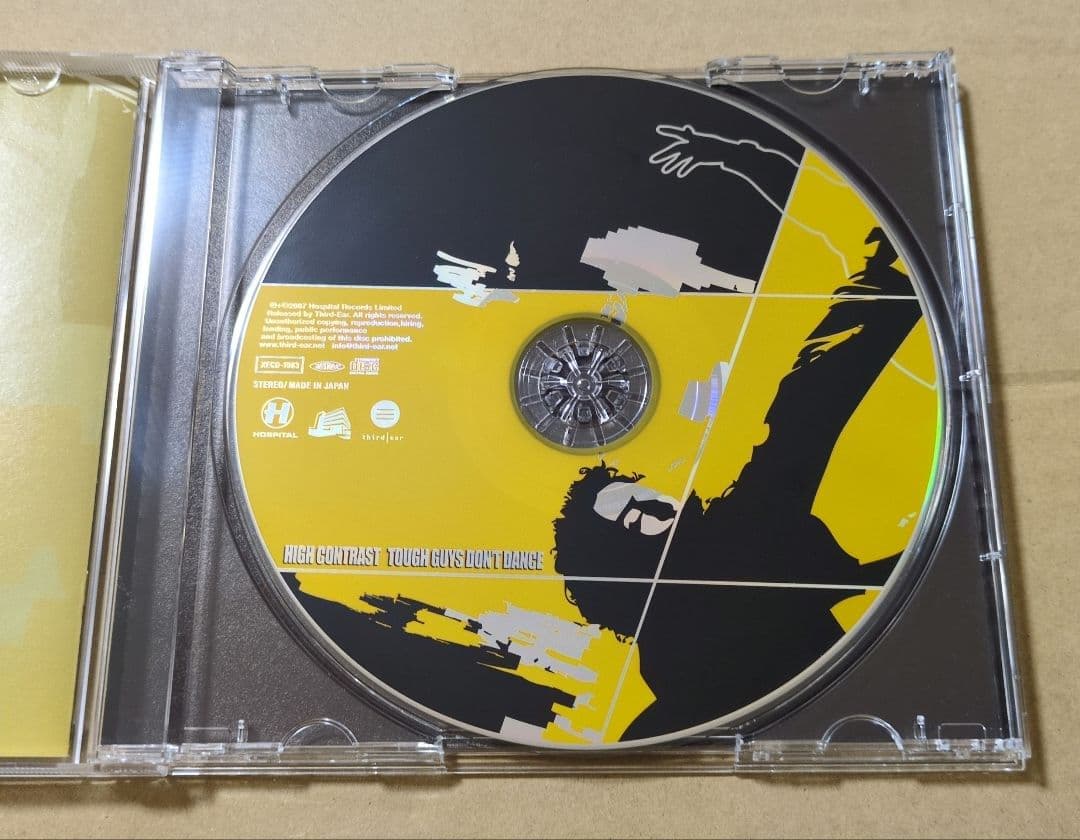 ℗+©2007 Hospital Records Limited
Released by Third-Ear. All rights reserved.
Unauthorized copying, reproduction, hiring,
lending, public performance
and broadcasting of this disc prohibited.
www.third-ear.net info@third-ear.net
XECD-1083
STEREO/MADE IN JAPAN
HOSPITAL
third/ear
HIGH CONTRAST TOUGH GUYS DON'T DANCE